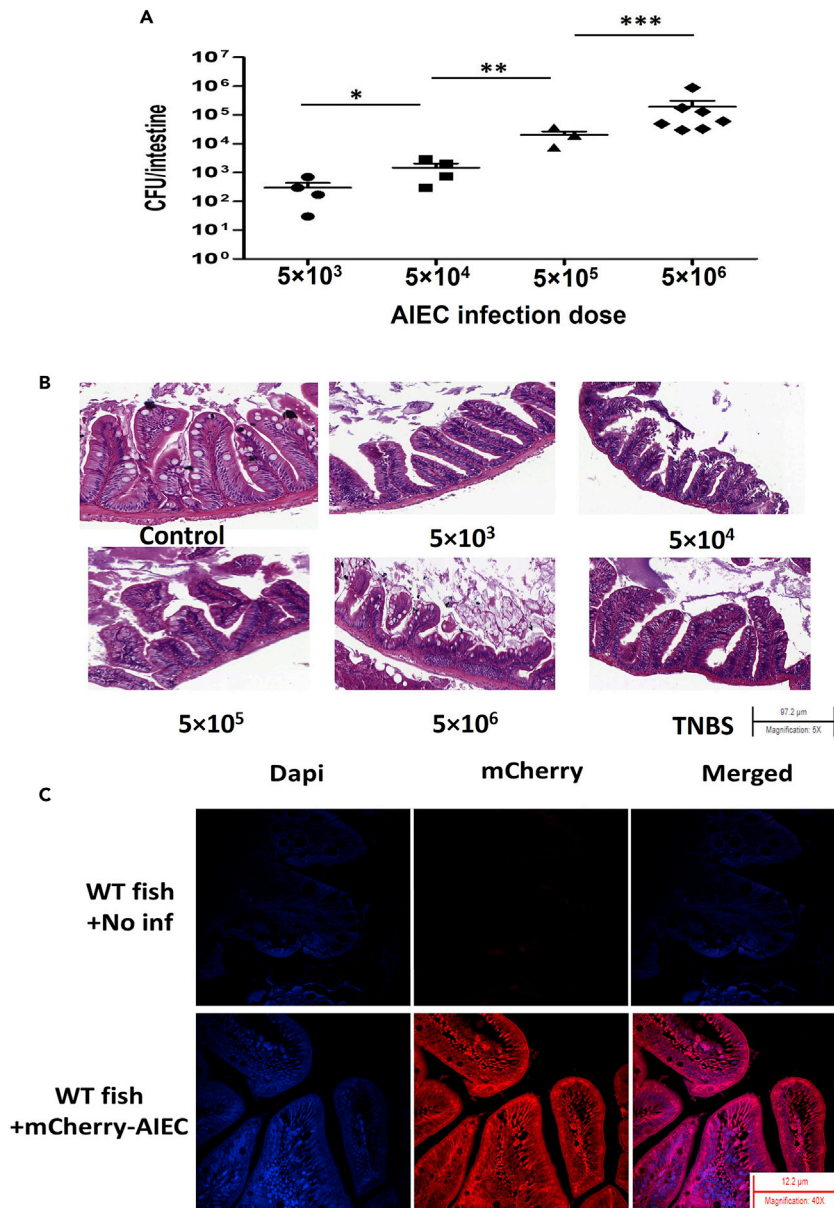 A
***
**
*
10⁷
10⁶
10⁵
10⁴
10³
10²
10¹
10⁰
CFU/intestine
5×10³ 5×10⁴ 5×10⁵ 5×10⁶
AIEC infection dose
B
Control 5×10³ 5×10⁴
5×10⁵ 5×10⁶ TNBS
97.2 µm
Magnification: 5X
C
Dapi mCherry Merged
WT fish
+No inf
WT fish
+mCherry-AIEC
12.2 µm
Magnification: 40X